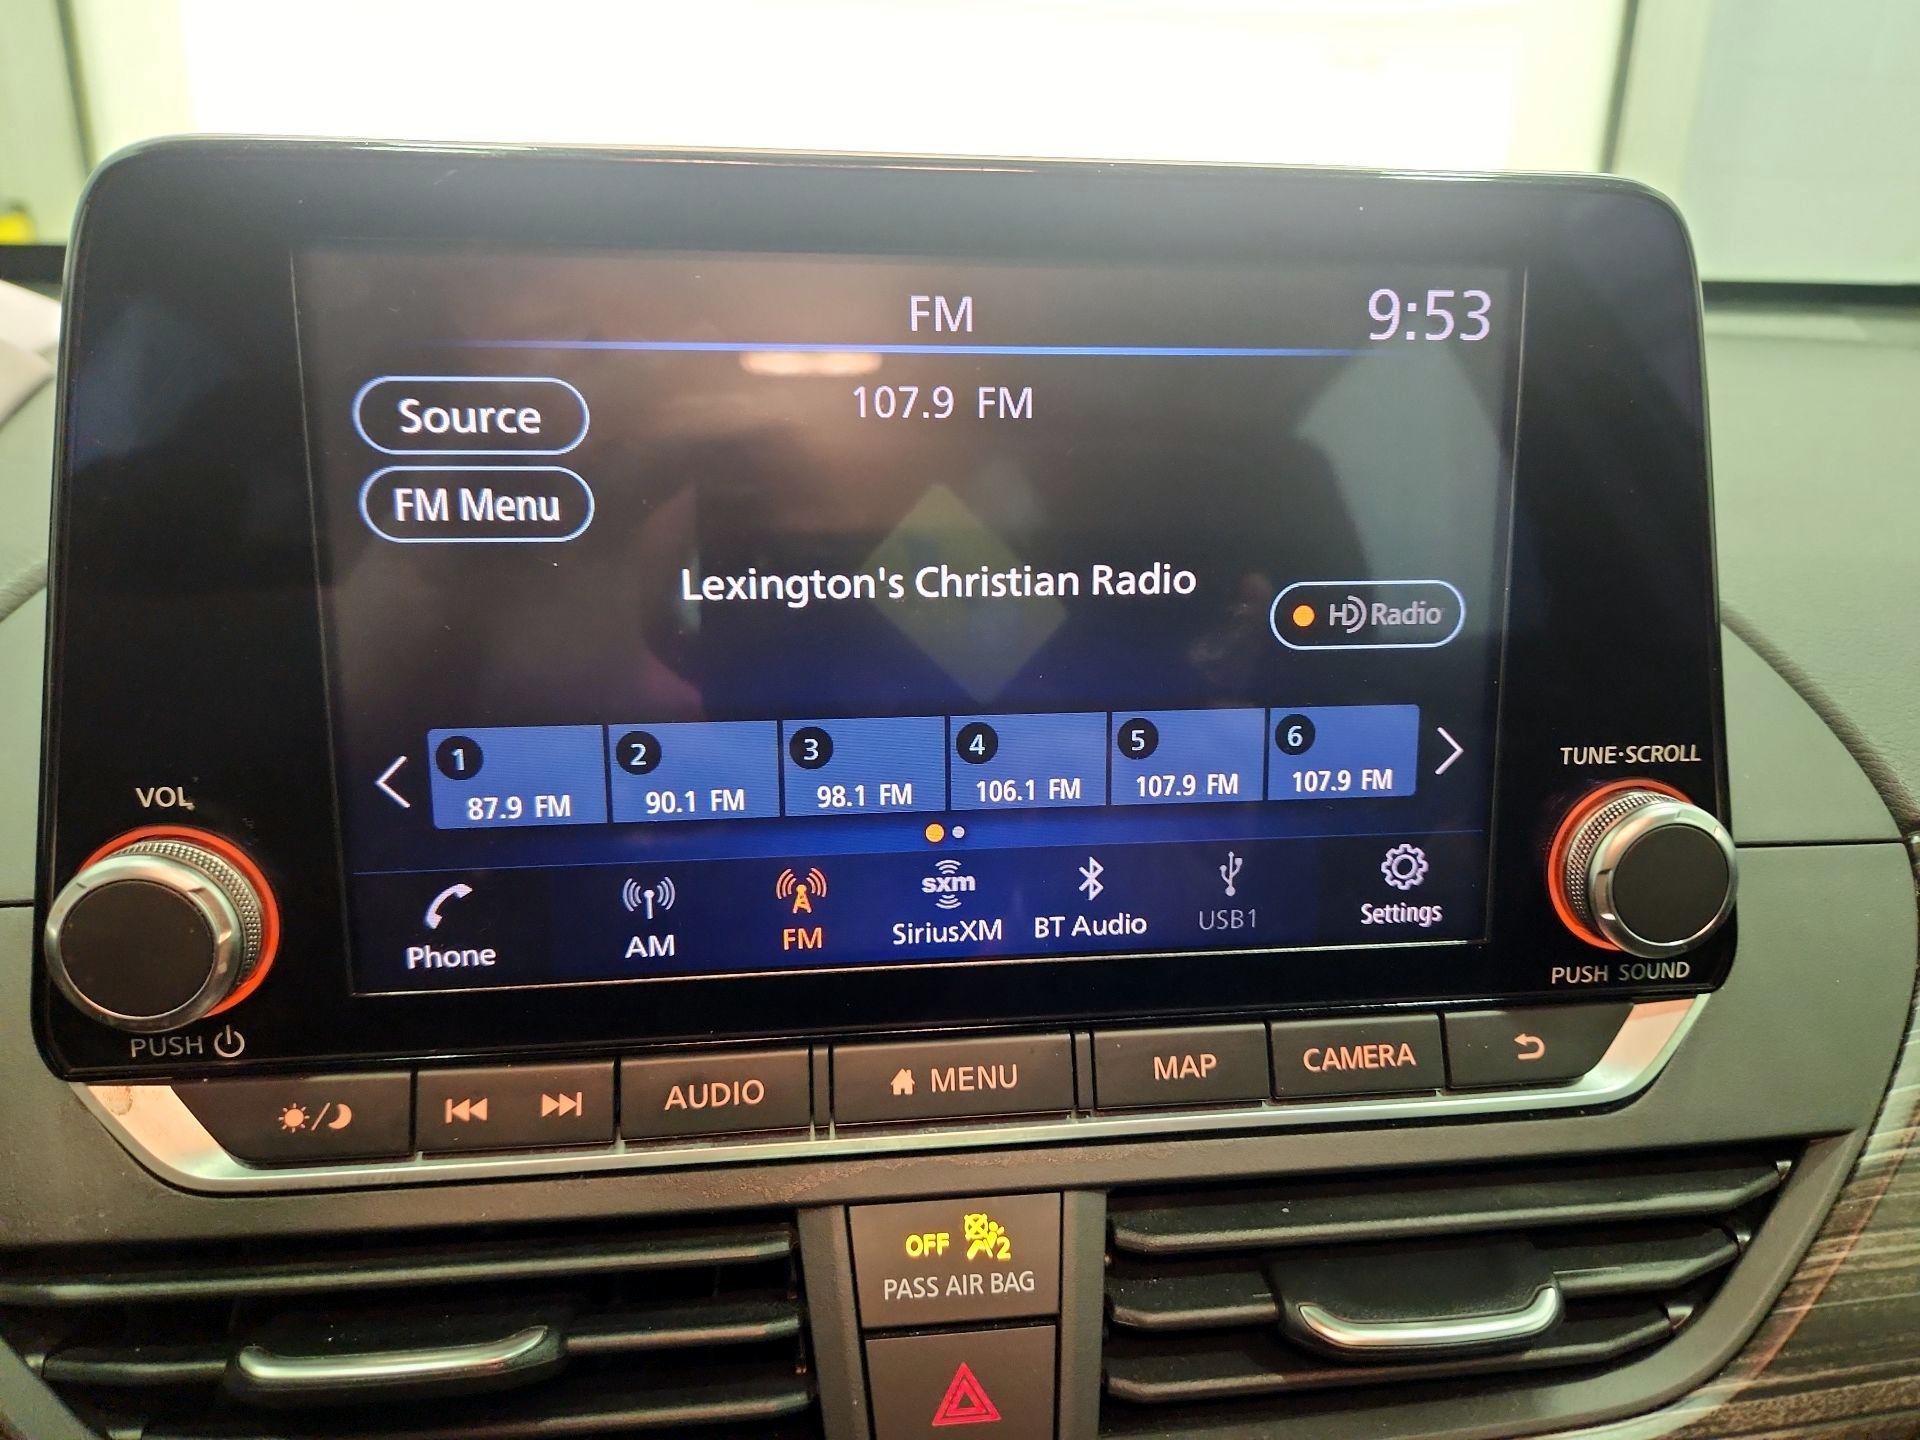 FM
9:53
Source
107.9 FM
FM Menu
Lexington's Christian Radio
HD Radio
1
2
3
4
5
6
87.9 FM
90.1 FM
98.1 FM
106.1 FM
107.9 FM
107.9 FM
VOL
TUNE·SCROLL
Phone
AM
FM
sxm
SiriusXM
BT Audio
USB1
Settings
PUSH
PUSH SOUND
AUDIO
MENU
MAP
CAMERA
OFF
2
PASS AIR BAG